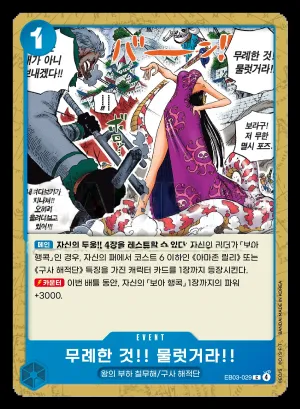 1
바
ー
ン!!
무례한 것!!
물럿거라!!
보라구!
저 무한
멸시 포즈.
메인 자신의 두웅!! 4장을 레스트할 수 있다: 자신의 리더가 「보아
행콕」인 경우, 자신의 패에서 코스트 6 이하인 《아마존 릴리》 또는
《구사 해적단》 특징을 가진 캐릭터 카드를 1장까지 등장시킨다.
카운터 이번 배틀 동안, 자신의 「보아 행콕」 1장까지의 파워
+3000.
EVENT
무례한 것!! 물럿거라!!
왕의 부하 칠무해/구사 해적단
EB03-029